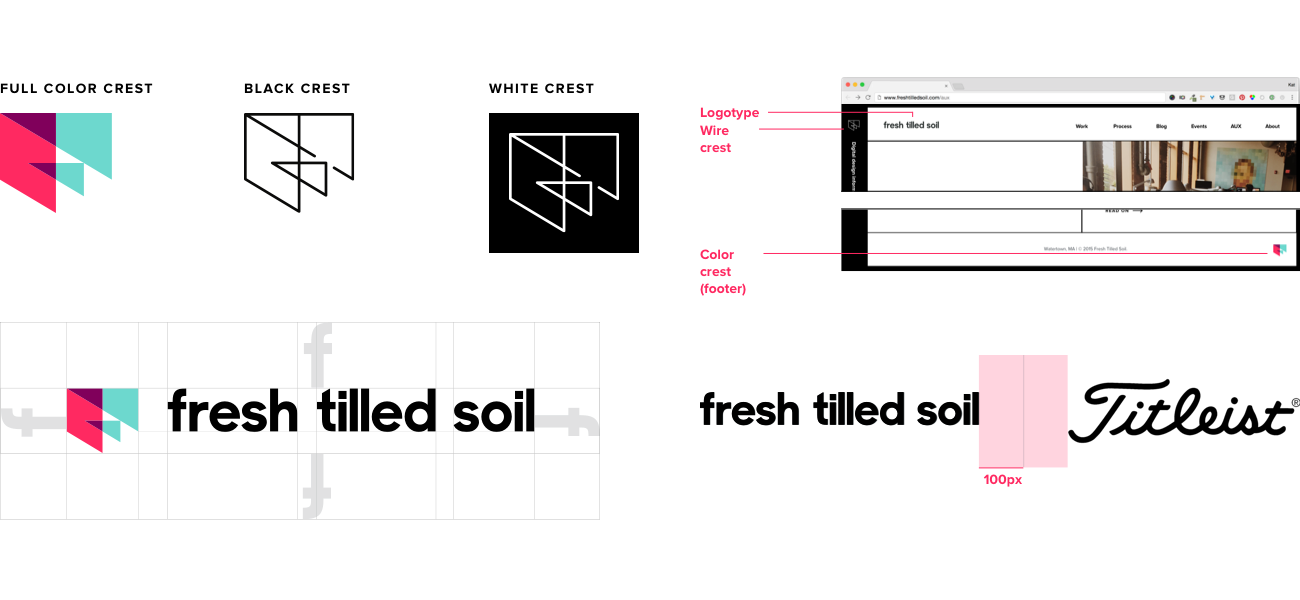 FULL COLOR CREST
BLACK CREST
WHITE CREST
Logotype
Wire
crest
Kat
www.freshtilledsoil.com/aux
fresh tilled soil
Work
Process
Blog
Events
AUX
About
Digital design inform
READ ON
Watertown, MA | © 2015 Fresh Tilled Soil.
Color
crest
(footer)
f
f
fresh tilled soil
f
f
fresh tilled soil
Titleist®
100px